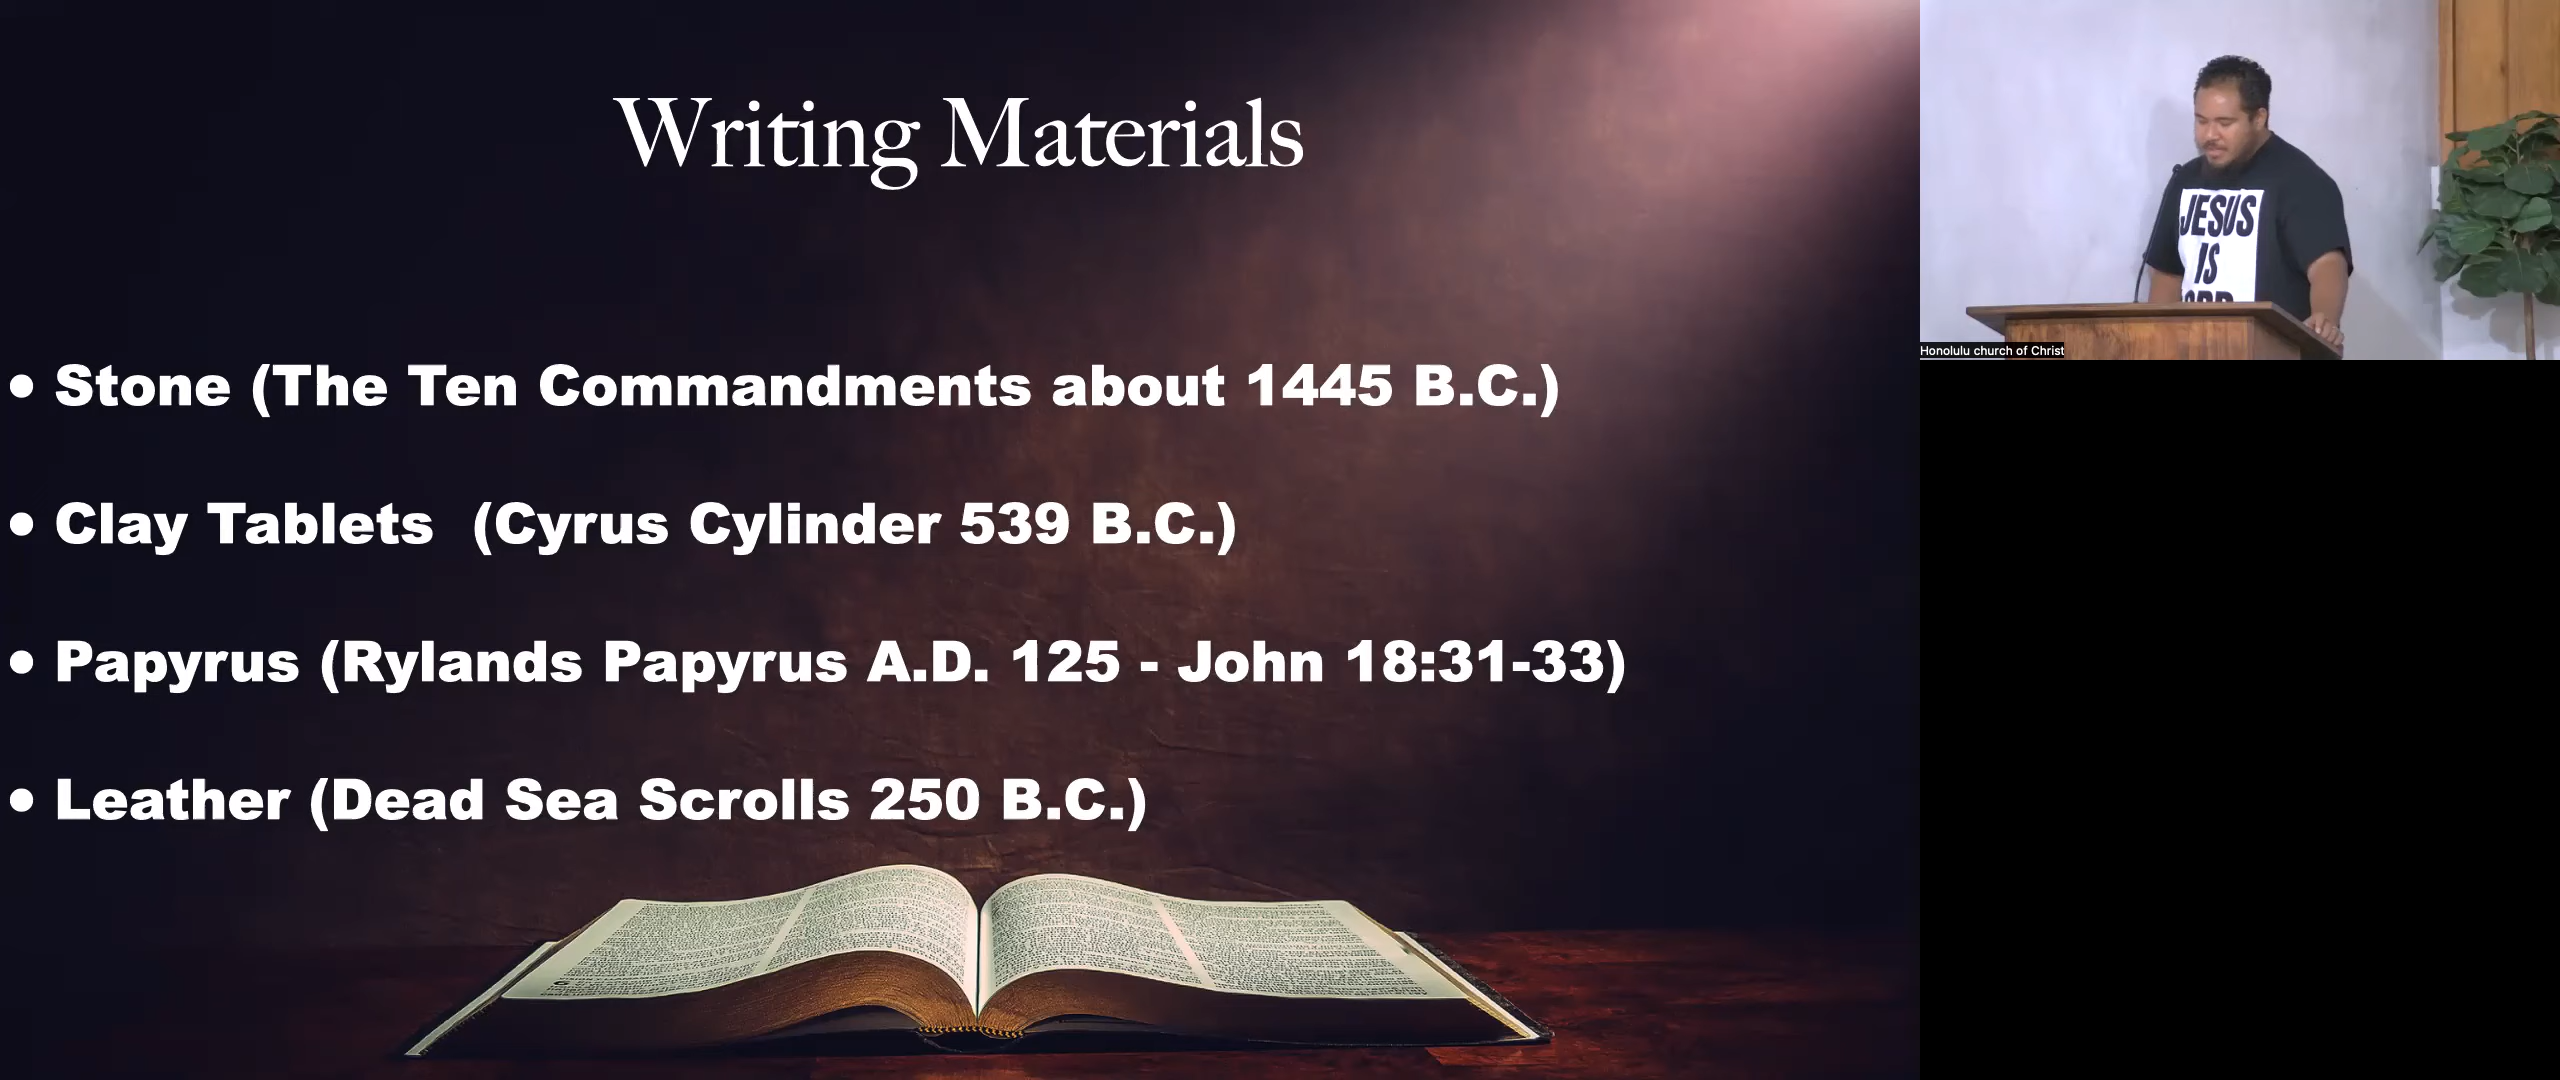 Writing Materials
• Stone (The Ten Commandments about 1445 B.C.)
• Clay Tablets (Cyrus Cylinder 539 B.C.)
• Papyrus (Rylands Papyrus A.D. 125 - John 18:31-33)
• Leather (Dead Sea Scrolls 250 B.C.)
JESUS
IS
Honolulu church of Christ